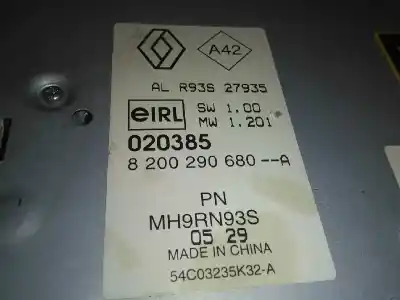 A42
AL R93S 27935
eIRL SW 1.00
MW 1.201
020385
8 200 290 680 --A
PN
MH9RN93S
05 29
MADE IN CHINA
54C03235K32-A